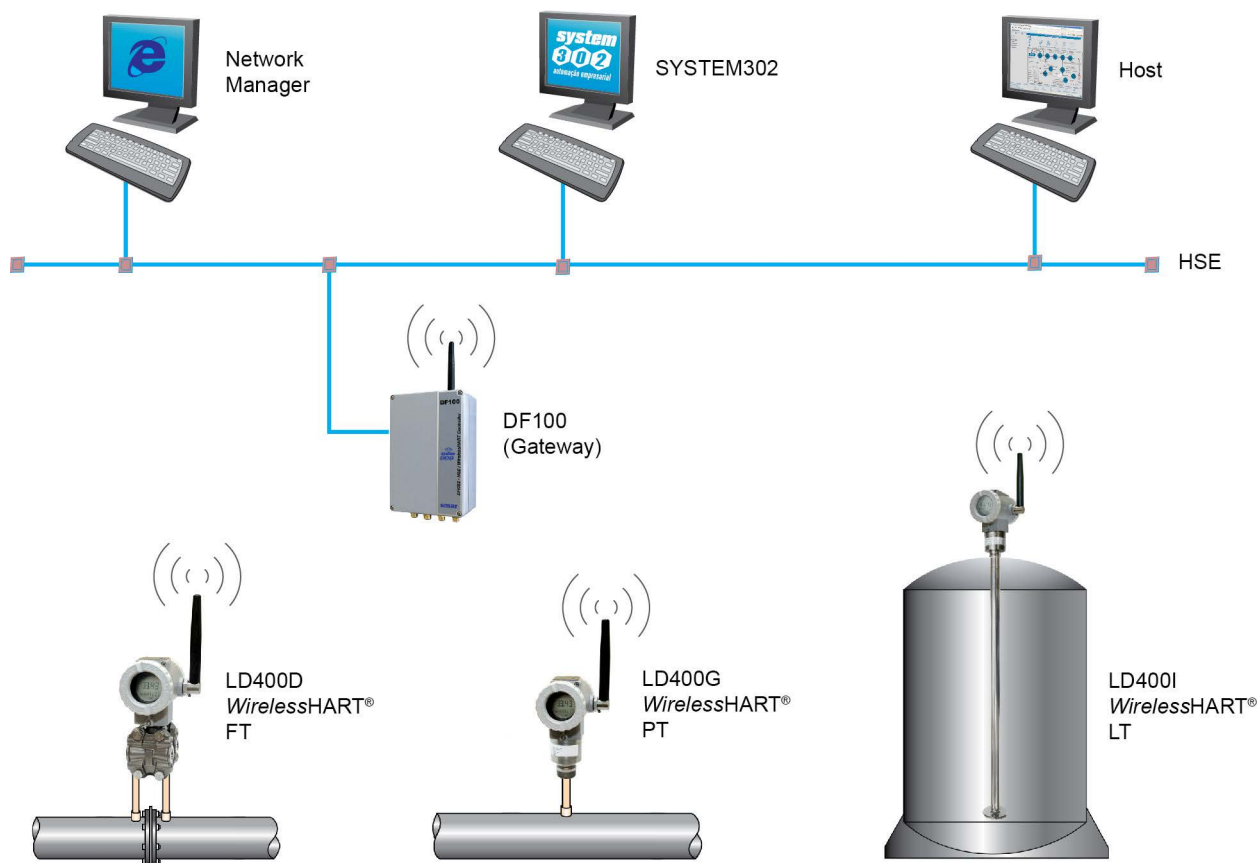 Network
Manager
system
302
automação empresarial
SYSTEM302
Host
HSE
DF100
DF100
(Gateway)
smar
LD400D
WirelessHART®
FT
LD400G
WirelessHART®
PT
LD400I
WirelessHART®
LT